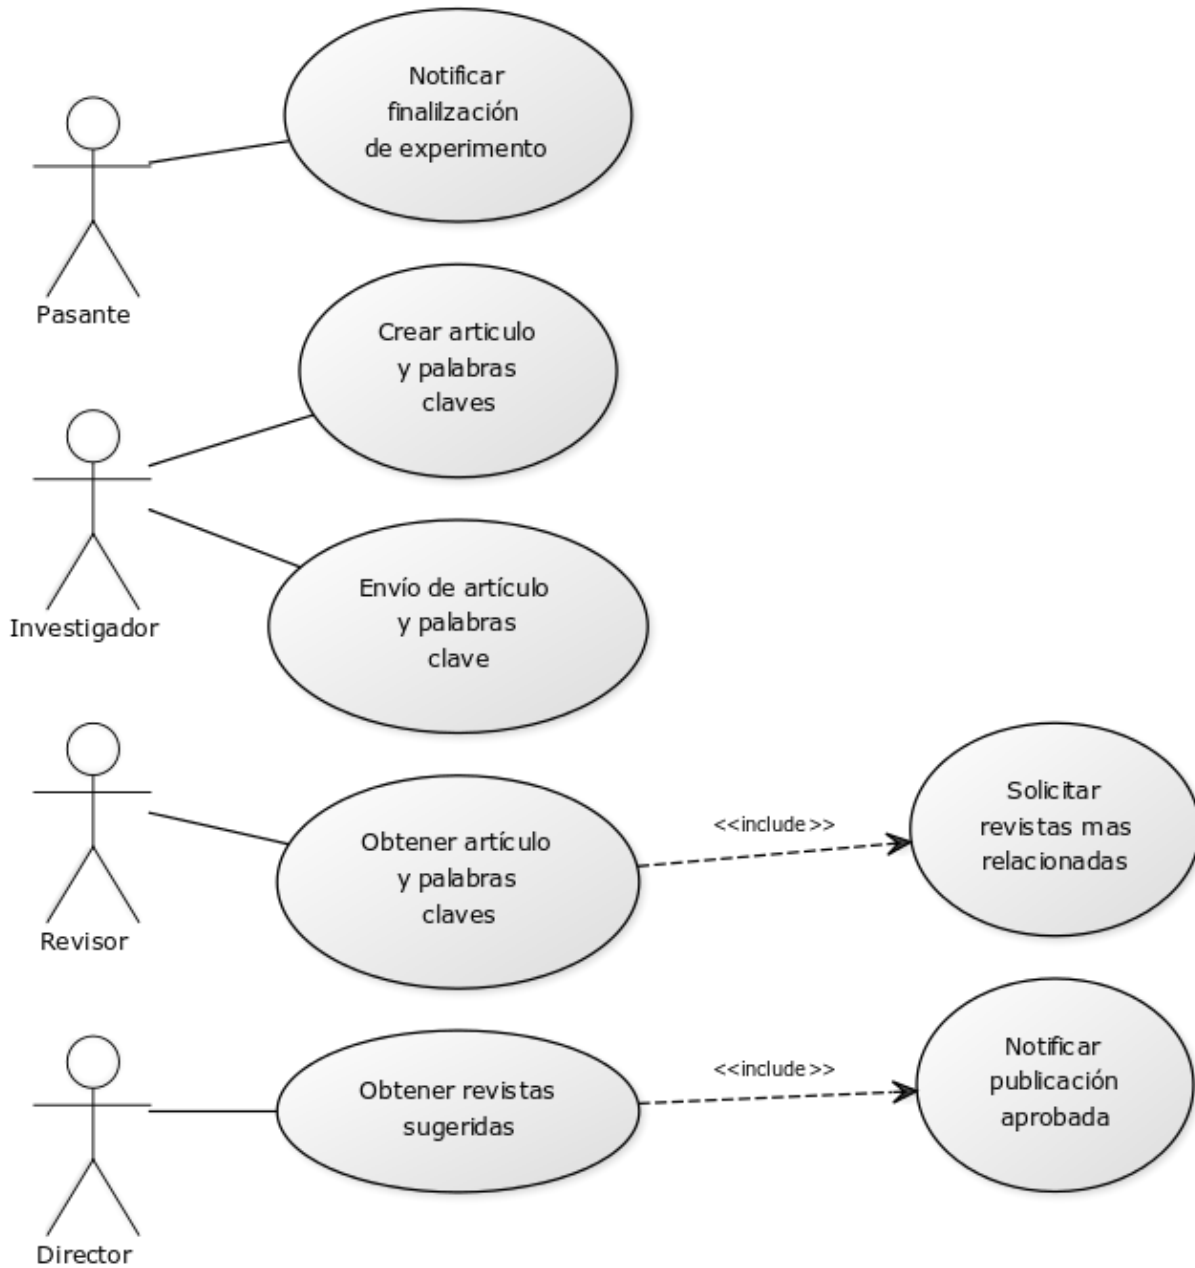 Notificar
finalilzación
de experimento
Pasante
Crear articulo
y palabras
claves
Investigador
Envío de artículo
y palabras
clave
Revisor
Obtener artículo
y palabras
claves
<<include>>
Solicitar
revistas mas
relacionadas
Director
Obtener revistas
sugeridas
<<include>>
Notificar
publicación
aprobada